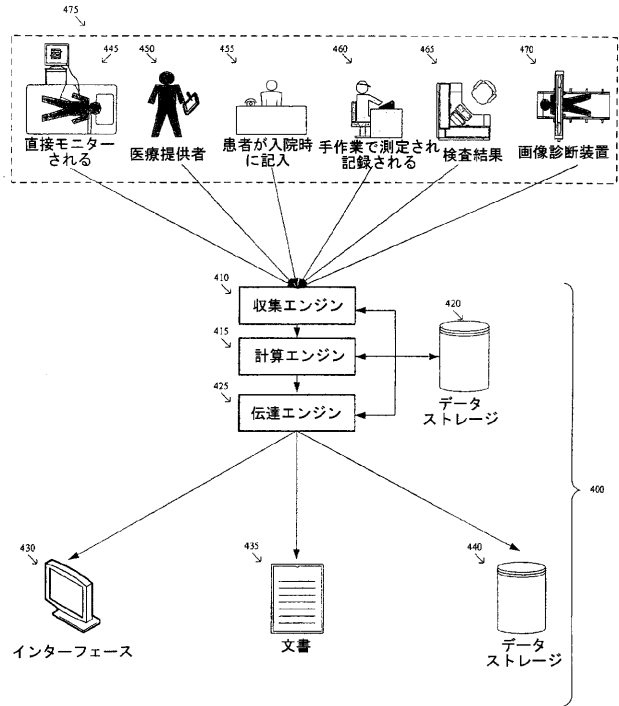 475
445
450
455
460
465
470
直接モニター
される
医療提供者
患者が入院時
に記入
手作業で測定され
記録される
検査結果
画像診断装置
410
収集エンジン
415
計算エンジン
420
データ
ストレージ
425
伝達エンジン
400
430
インターフェース
435
文書
440
データ
ストレージ